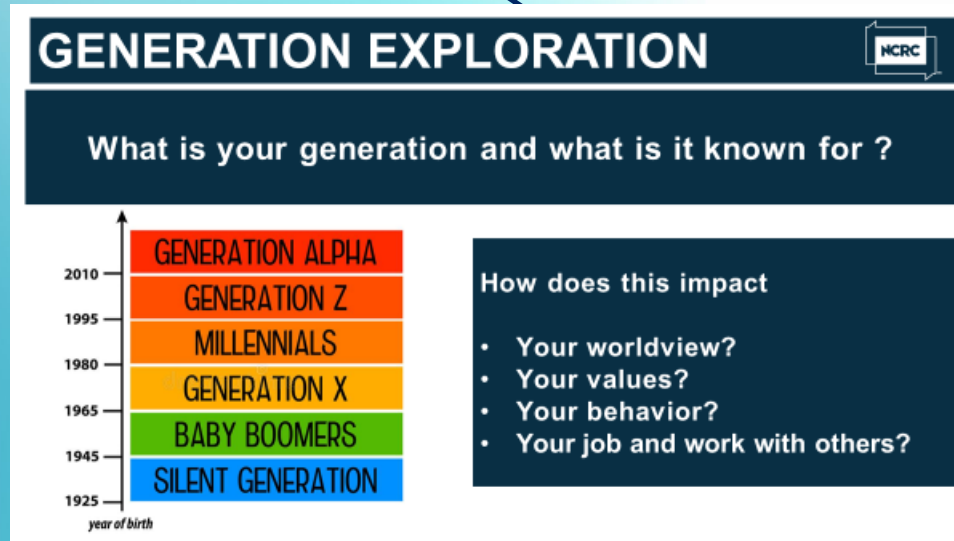 GENERATION EXPLORATION
NCRC
What is your generation and what is it known for ?
GENERATION ALPHA
2010
GENERATION Z
1995
MILLENNIALS
1980
GENERATION X
1965
BABY BOOMERS
1945
SILENT GENERATION
1925
year of birth
How does this impact
• Your worldview?
• Your values?
• Your behavior?
• Your job and work with others?